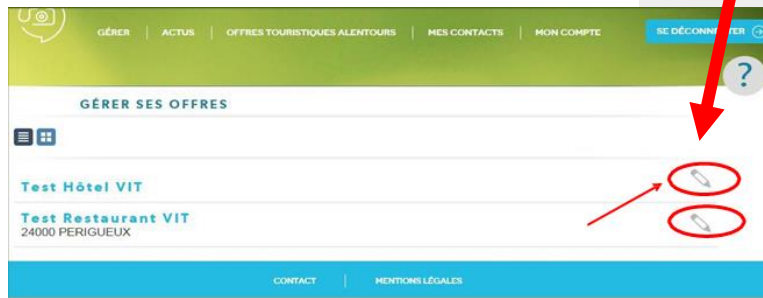 GÉRER | ACTUS | OFFRES TOURISTIQUES ALENTOURS | MES CONTACTS | MON COMPTE
SE DÉCONNECTER
?
GÉRER SES OFFRES
Test Hôtel VIT
Test Restaurant VIT
24000 PERIGUEUX
CONTACT | MENTIONS LÉGALES